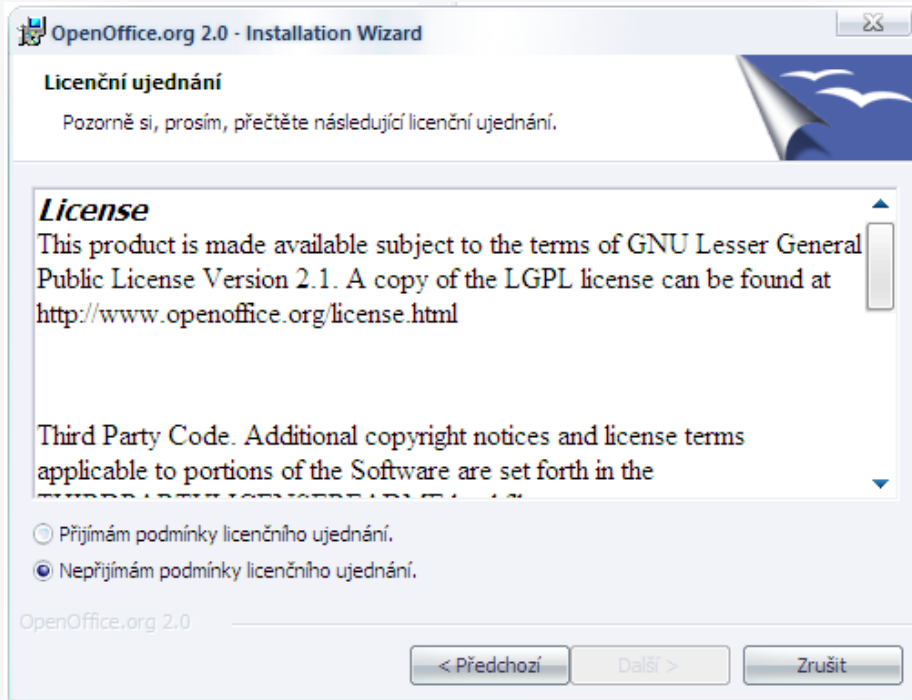 OpenOffice.org 2.0 - Installation Wizard
Licenční ujednání
Pozorně si, prosím, přečtěte následující licenční ujednání.
License
This product is made available subject to the terms of GNU Lesser General
Public License Version 2.1. A copy of the LGPL license can be found at
http://www.openoffice.org/license.html
Third Party Code. Additional copyright notices and license terms
applicable to portions of the Software are set forth in the
Přijímám podmínky licenčního ujednání.
Nepřijímám podmínky licenčního ujednání.
OpenOffice.org 2.0
< Předchozí
Další >
Zrušit